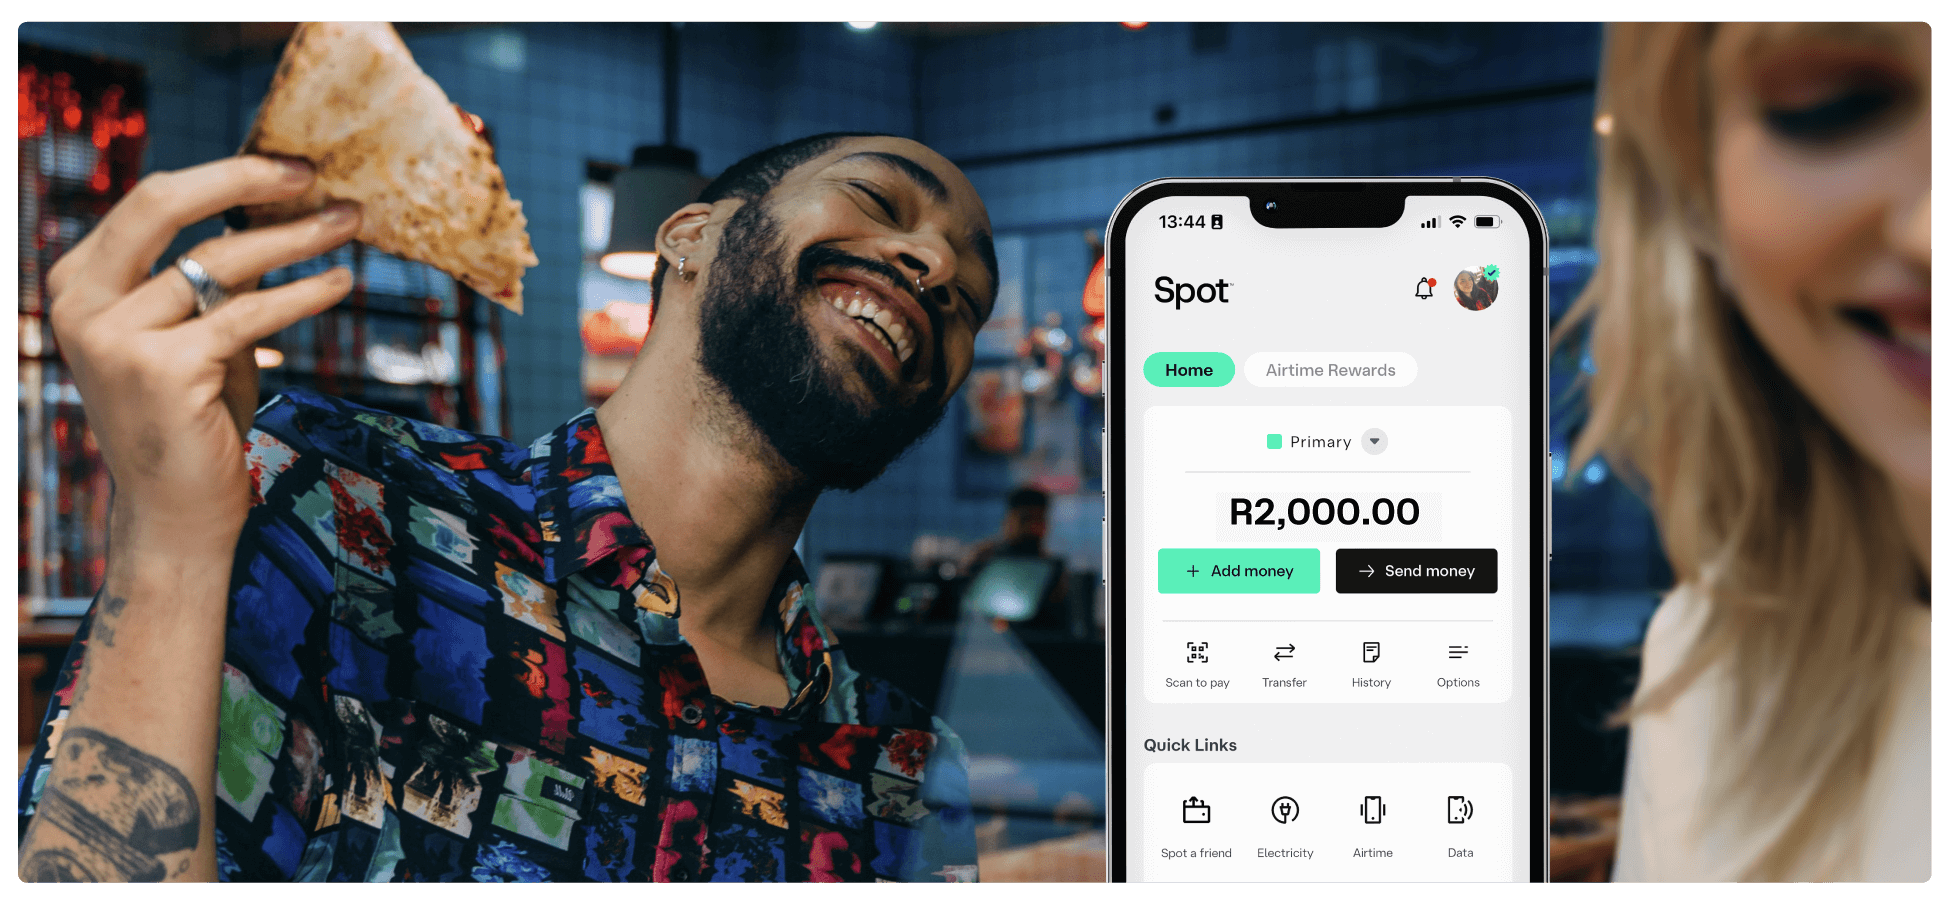 13:44
Spot™
Home
Airtime Rewards
Primary
R2,000.00
+ Add money
→ Send money
Scan to pay
Transfer
History
Options
Quick Links
Spot a friend
Electricity
Airtime
Data